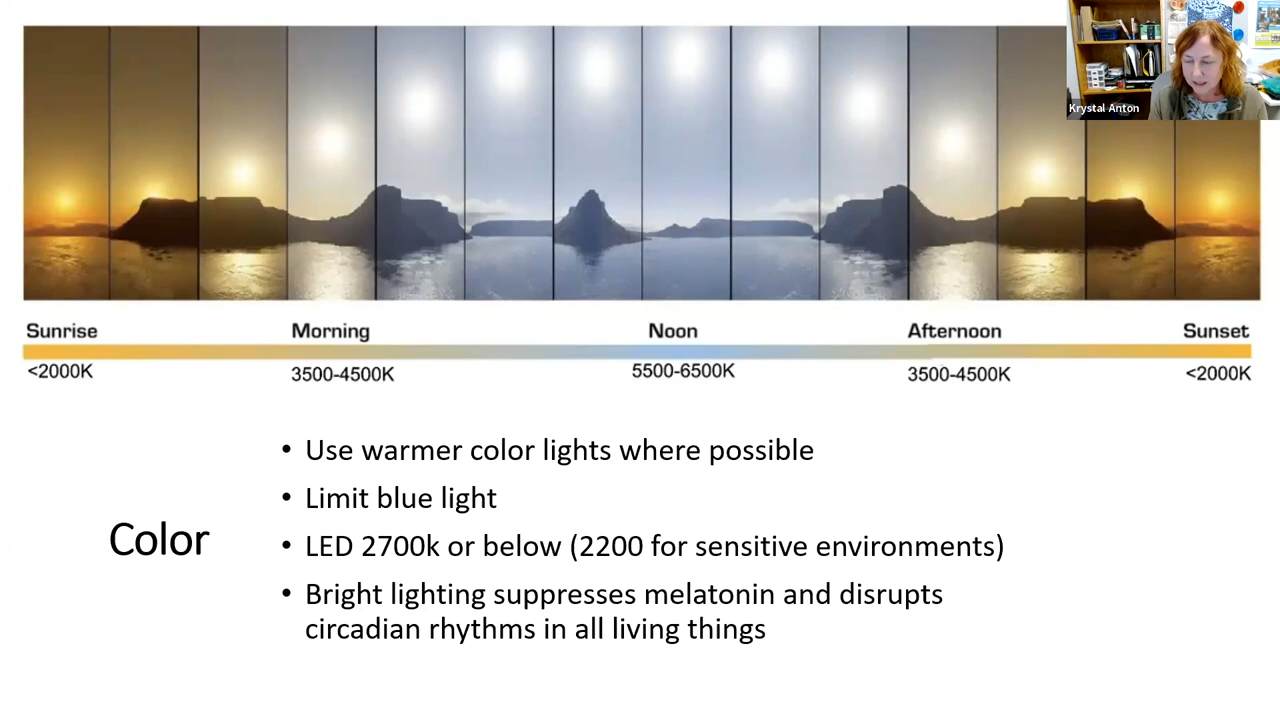 Krystal Anton
Sunrise
Morning
Noon
Afternoon
Sunset
<2000K
3500-4500K
5500-6500K
3500-4500K
<2000K
Color
• Use warmer color lights where possible
• Limit blue light
• LED 2700k or below (2200 for sensitive environments)
• Bright lighting suppresses melatonin and disrupts
circadian rhythms in all living things